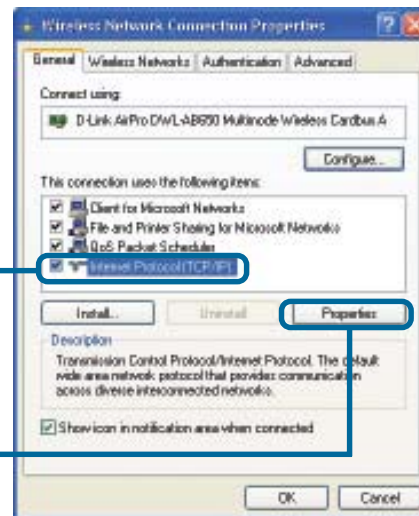 Wireless Network Connection Properties
General Wireless Networks Authentication Advanced
Connect using:
D-Link AirPro DWL-AB650 Multimode Wireless Cardbus A
Configure...
This connection uses the following items:
Client for Microsoft Networks
File and Printer Sharing for Microsoft Networks
QoS Packet Scheduler
Internet Protocol (TCP/IP)
Install... Uninstall Properties
Description
Transmission Control Protocol/Internet Protocol. The default
wide area network protocol that provides communication
across diverse interconnected networks.
Show icon in notification area when connected
OK Cancel